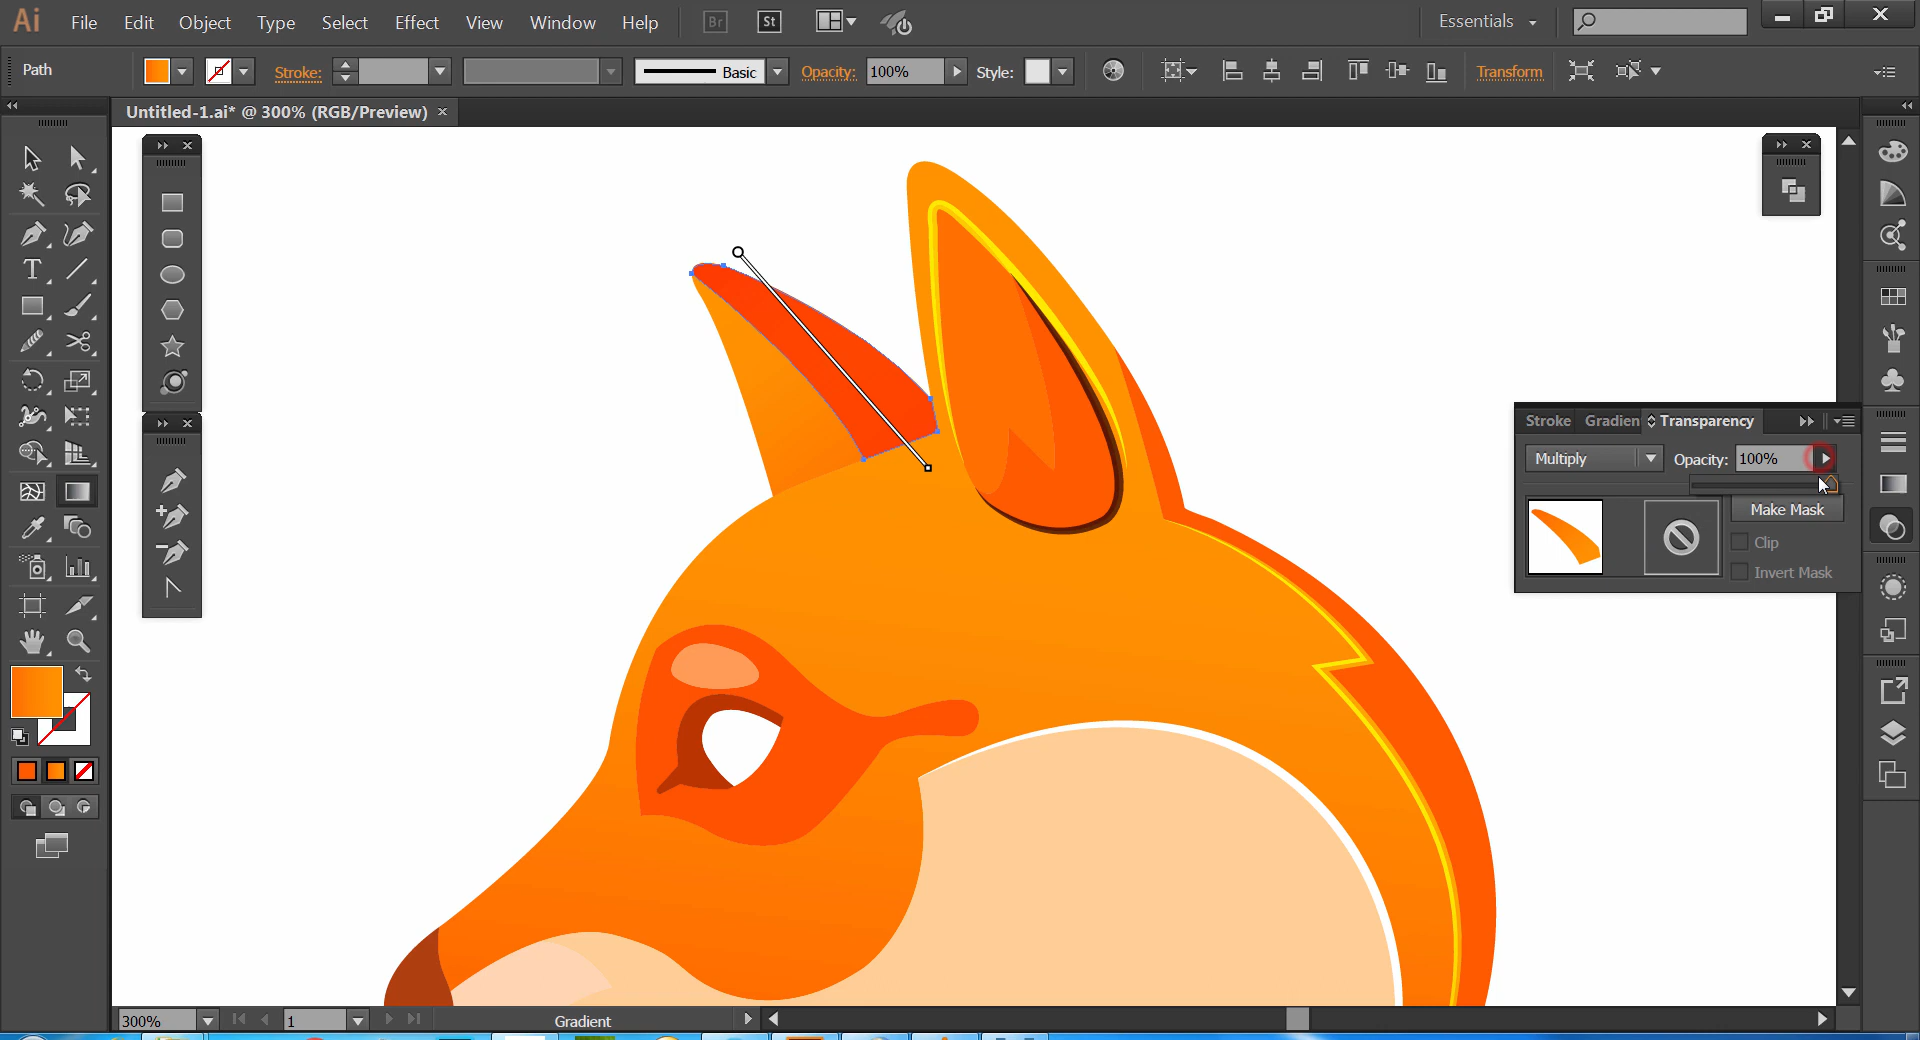 Ai File Edit Object Type Select Effect View Window Help Br St Essentials
Path Stroke: Basic Opacity: 100% Style: Transform
Untitled-1.ai* @ 300% (RGB/Preview)
Stroke Gradien Transparency
Multiply Opacity: 100%
Make Mask
Clip
Invert Mask
300% 1 Gradient